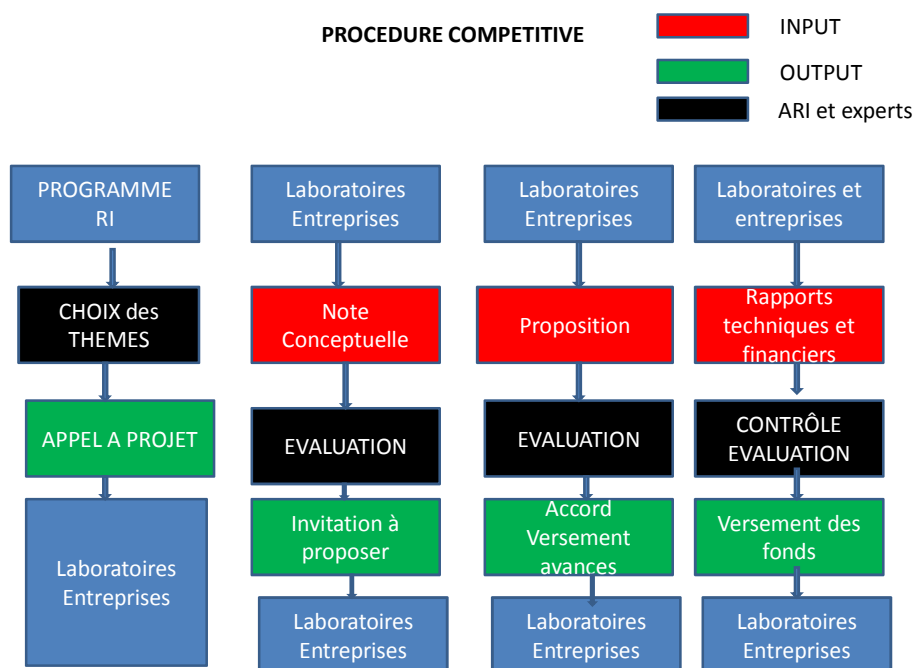 PROCEDURE COMPETITIVE
INPUT
OUTPUT
ARI et experts
PROGRAMME
RI
CHOIX des
THEMES
APPEL A PROJET
Laboratoires
Entreprises
Laboratoires
Entreprises
Note
Conceptuelle
EVALUATION
Invitation à
proposer
Laboratoires
Entreprises
Laboratoires
Entreprises
Proposition
EVALUATION
Accord
Versement
avances
Laboratoires
Entreprises
Laboratoires et
entreprises
Rapports
techniques et
financiers
CONTRÔLE
EVALUATION
Versement des
fonds
Laboratoires
Entreprises